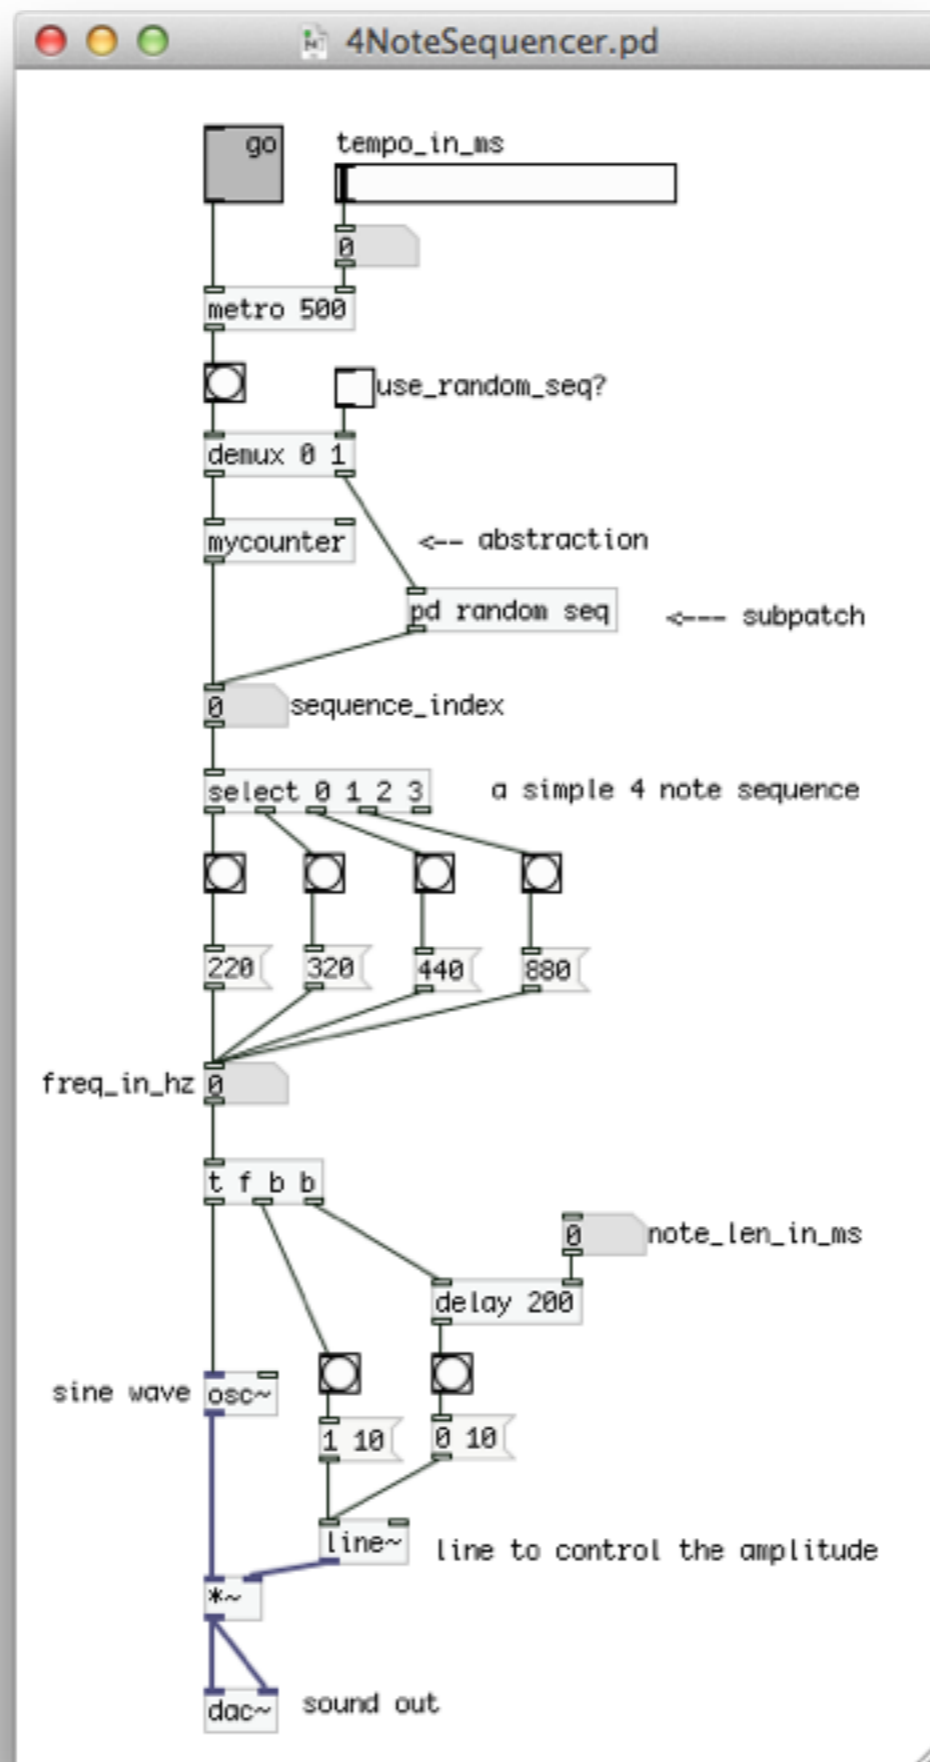 4NoteSequencer.pd
go
tempo_in_ms
0
metro 500
use_random_seq?
demux 0 1
mycounter
<-- abstraction
pd random seq
<--- subpatch
0
sequence_index
select 0 1 2 3
a simple 4 note sequence
220
320
440
880
freq_in_hz
0
t f b b
0
note_len_in_ms
delay 200
sine wave
osc~
1 10
0 10
line~
line to control the amplitude
*~
dac~
sound out